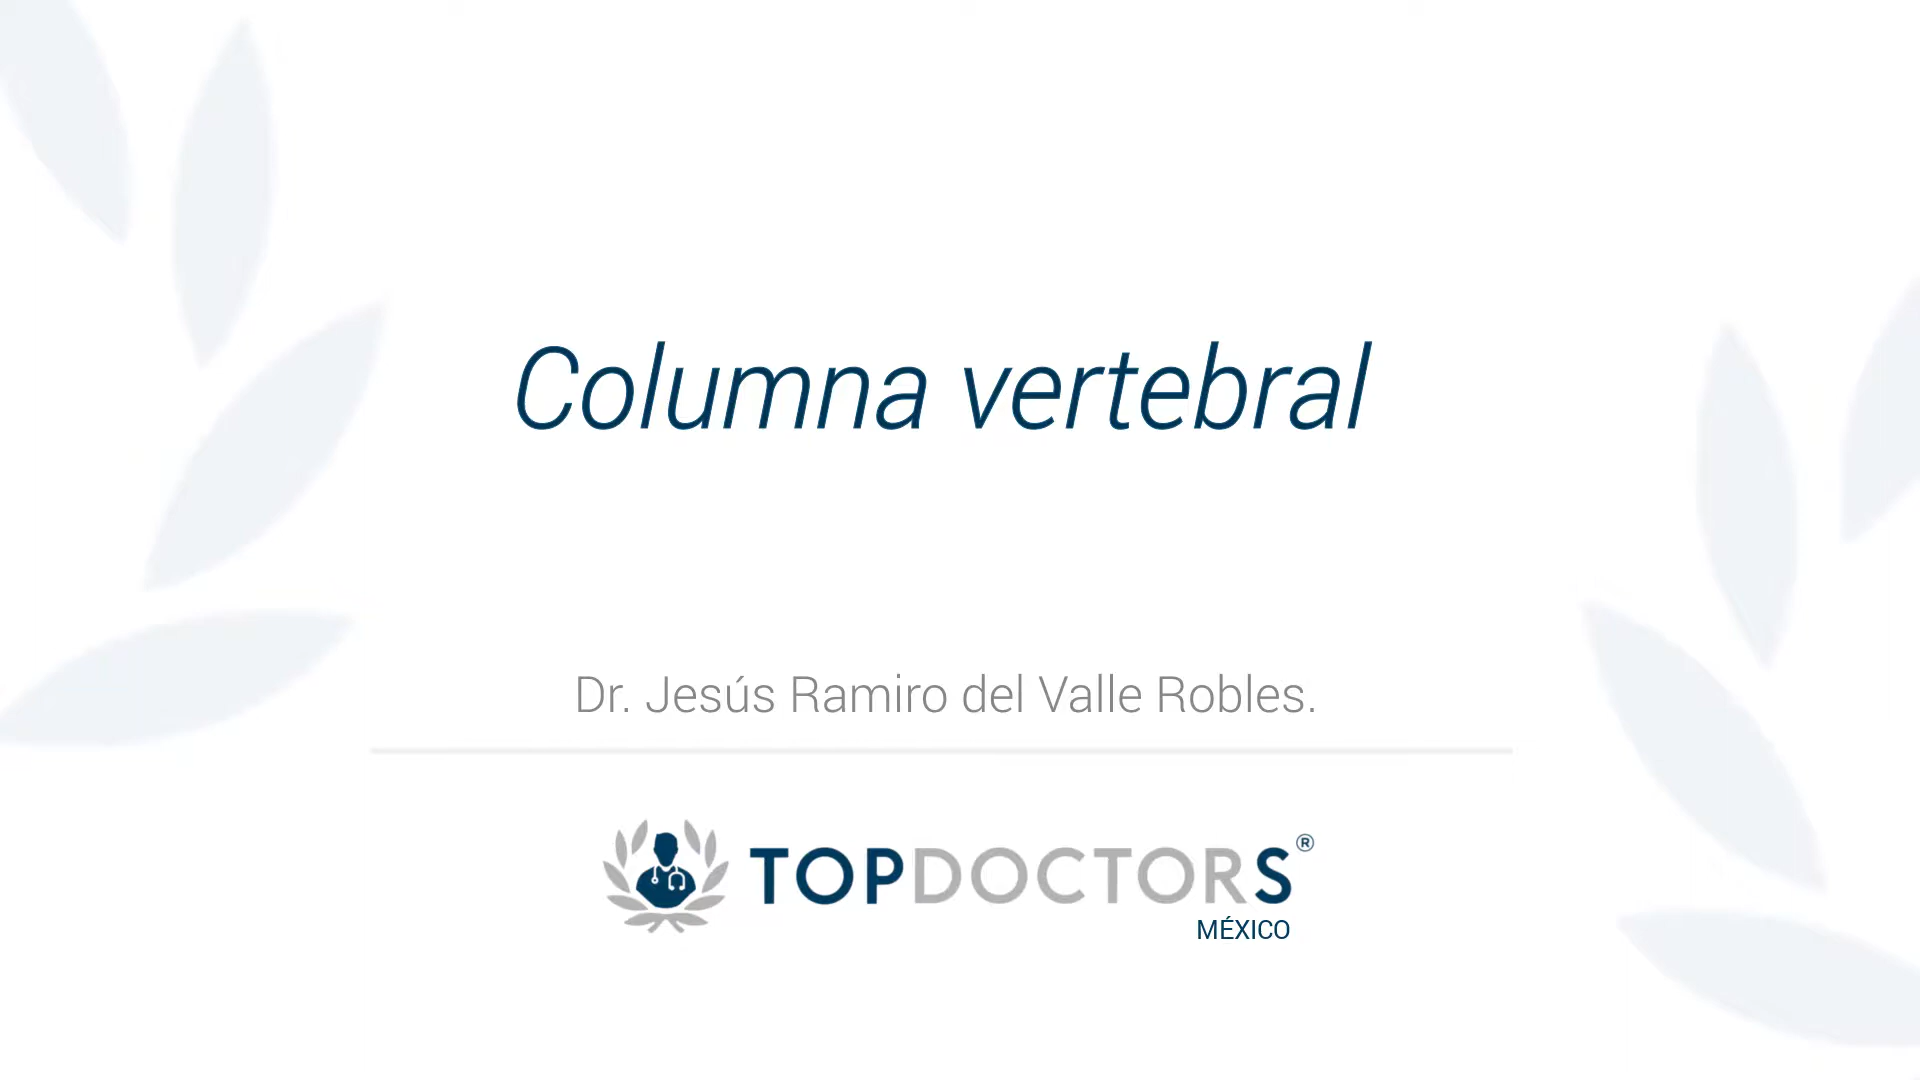 Columna vertebral
Dr. Jesús Ramiro del Valle Robles.
TOPDOCTORS®
MÉXICO